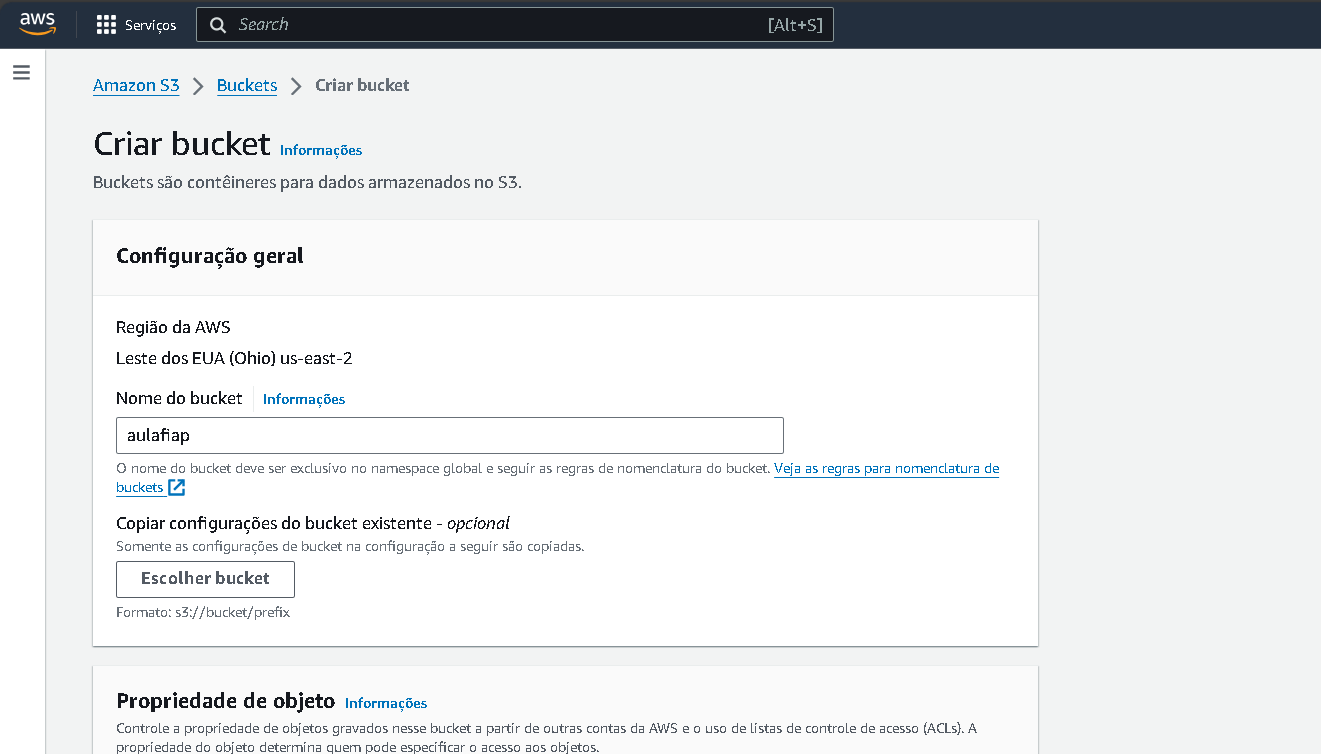 aws
Serviços
Search
[Alt+S]
Amazon S3 > Buckets > Criar bucket
Criar bucket Informações
Buckets são contêineres para dados armazenados no S3.
Configuração geral
Região da AWS
Leste dos EUA (Ohio) us-east-2
Nome do bucket Informações
aulafiap
O nome do bucket deve ser exclusivo no namespace global e seguir as regras de nomenclatura do bucket. Veja as regras para nomenclatura de
buckets
Copiar configurações do bucket existente - opcional
Somente as configurações de bucket na configuração a seguir são copiadas.
Escolher bucket
Formato: s3://bucket/prefix
Propriedade de objeto Informações
Controle a propriedade de objetos gravados nesse bucket a partir de outras contas da AWS e o uso de listas de controle de acesso (ACLs). A
propriedade do objeto determina quem pode especificar o acesso aos objetos.